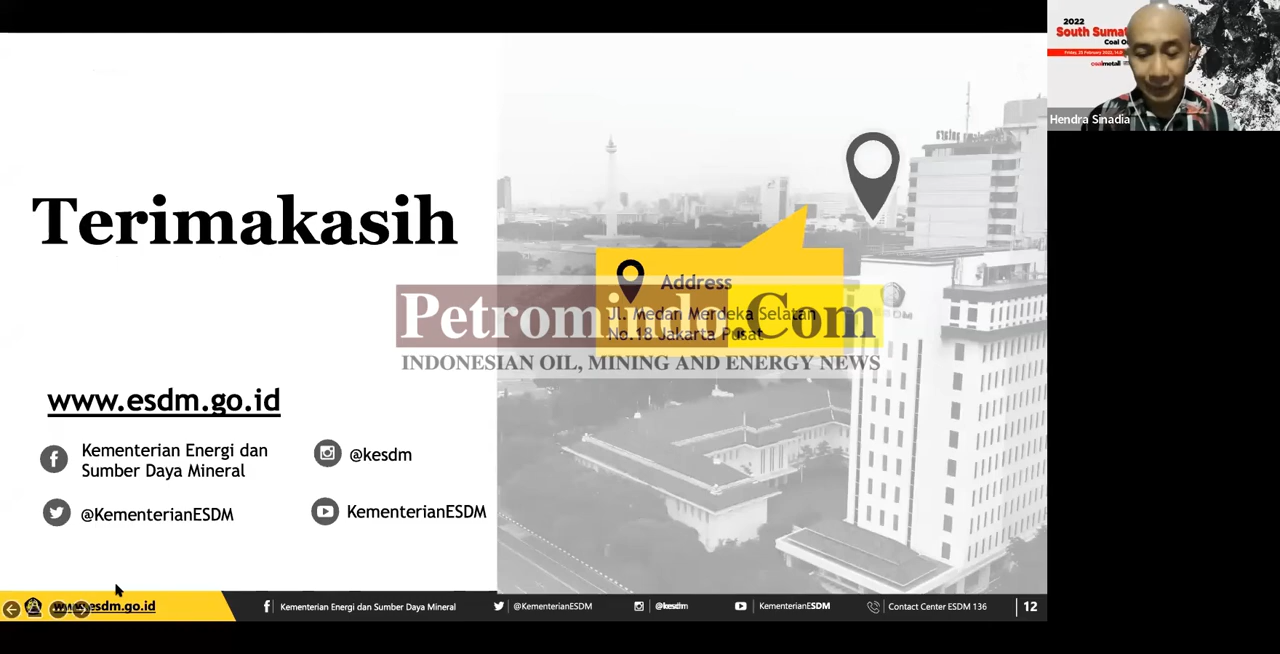 Terimakasih
www.esdm.go.id
Kementerian Energi dan
Sumber Daya Mineral
@kesdm
@KementerianESDM
KementerianESDM
Address
Jl. Medan Merdeka Selatan
No.18 Jakarta Pusat
Petromindo.Com
INDONESIAN OIL, MINING AND ENERGY NEWS
www.esdm.go.id
Kementerian Energi dan Sumber Daya Mineral
@KementerianESDM
@kesdm
KementerianESDM
Contact Center ESDM 136
12
2022
South Sumat
Coal O
coalmetal
Hendra Sinadia